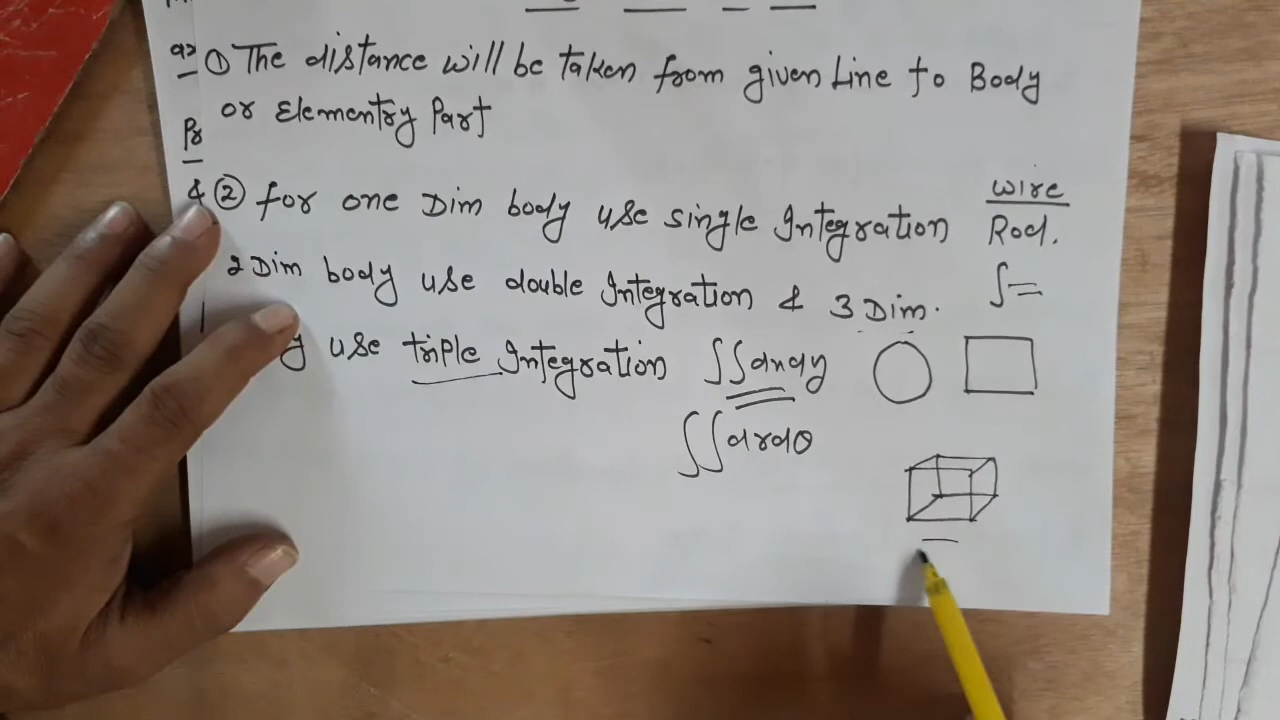 ① The distance will be taken from given Line to Body
or Elementry Part
& ② for one Dim body use single Integration wire
Rod.
2 Dim body use double Integration & 3 Dim. ∫=
y use triple Integration ∫∫dxdy
∫∫drdθ